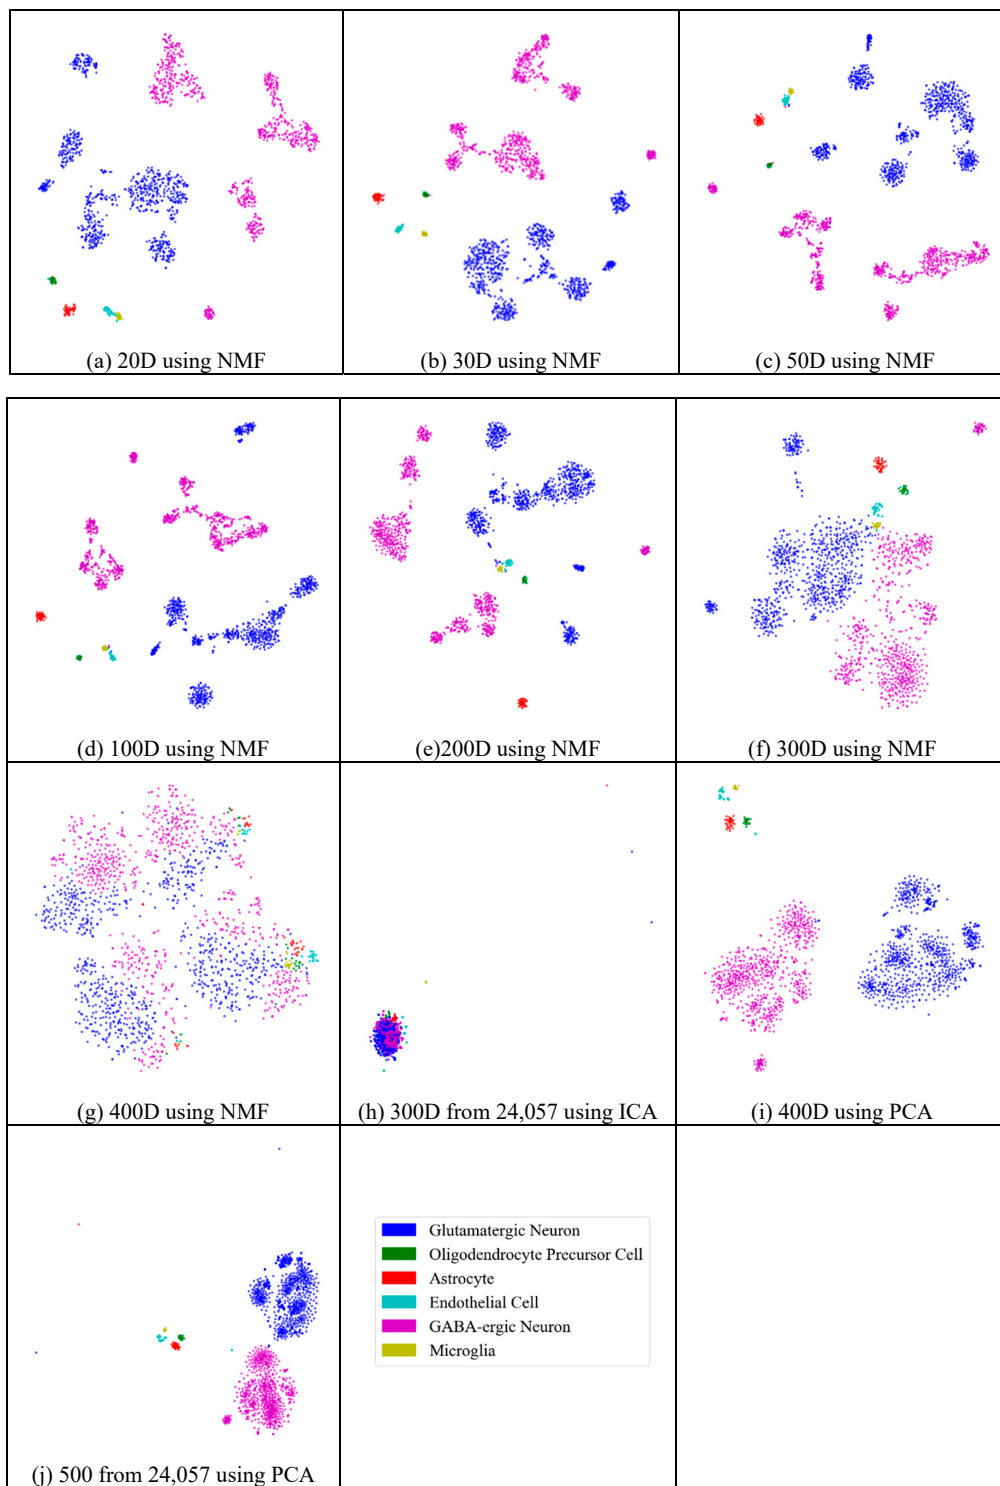 (a) 20D using NMF
(b) 30D using NMF
(c) 50D using NMF
(d) 100D using NMF
(e)200D using NMF
(f) 300D using NMF
(g) 400D using NMF
(h) 300D from 24,057 using ICA
(i) 400D using PCA
Glutamatergic Neuron
Oligodendrocyte Precursor Cell
Astrocyte
Endothelial Cell
GABA-ergic Neuron
Microglia
(j) 500 from 24,057 using PCA